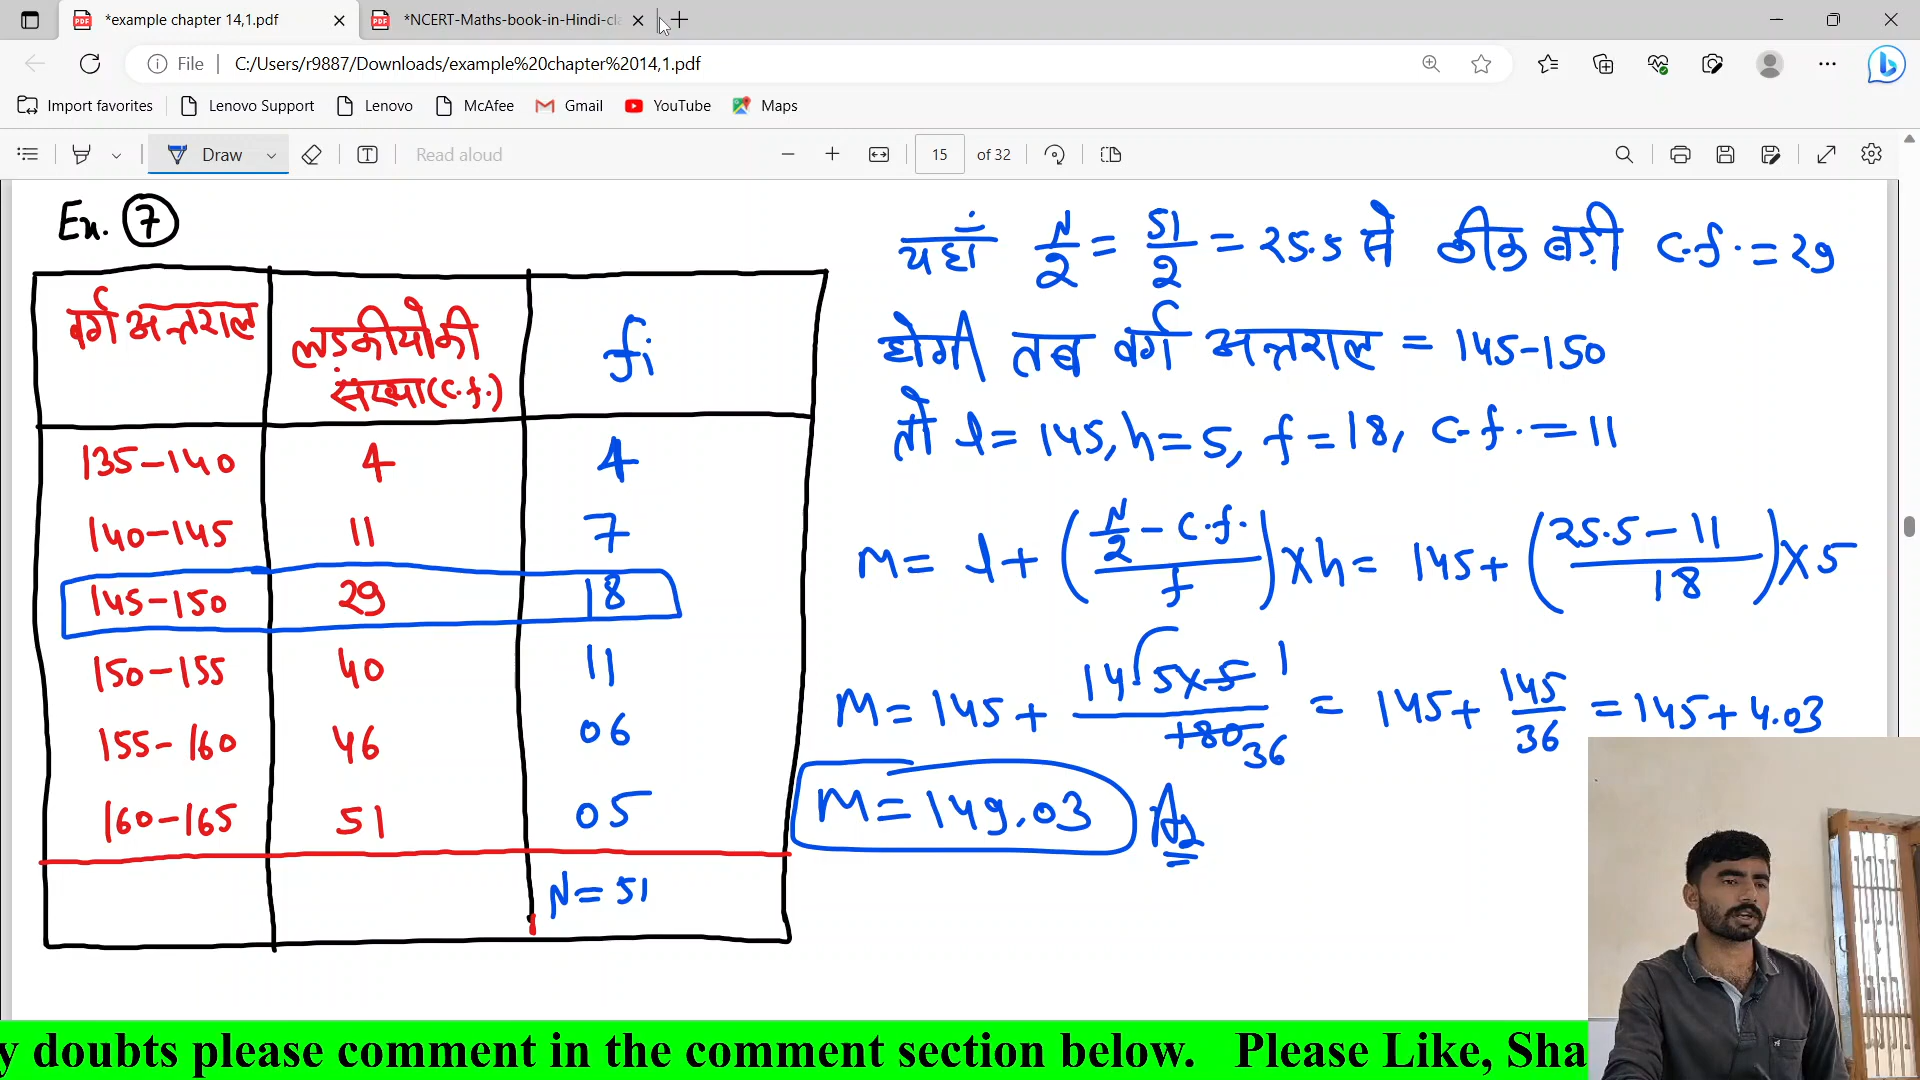 *example chapter 14,1.pdf
*NCERT-Maths-book-in-Hindi-cla
File
C:/Users/r9887/Downloads/example%20chapter%2014,1.pdf
Import favorites
Lenovo Support
Lenovo
McAfee
Gmail
YouTube
Maps
Draw
Read aloud
15 of 32
Ex. 7
वर्ग अन्तराल
लडकीयो की संख्या (c.f.)
fi
135-140 4 4
140-145 11 7
145-150 29 18
150-155 40 11
155-160 46 06
160-165 51 05
N = 51
यहां N/2 = 51/2 = 25.5 से ठीक बड़ी c.f. = 29
होगी तब वर्ग अन्तराल = 145-150
तो l = 145, h = 5, f = 18, c.f. = 11
M = l + ((N/2 - c.f.)/f) × h = 145 + ((25.5 - 11)/18) × 5
M = 145 + 14.5×5 1/180 36 = 145 + 145/36 = 145 + 4.03
M = 149.03 Ans
y doubts please comment in the comment section below. Please Like, Sha